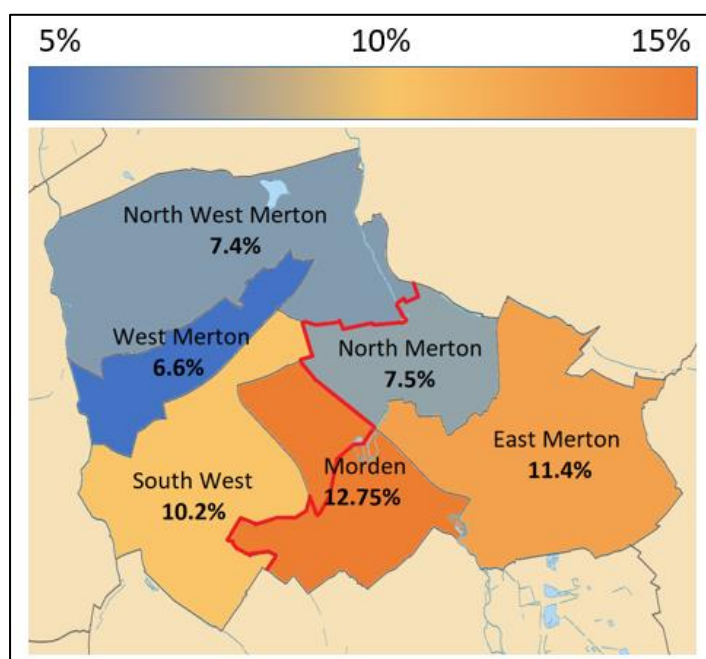 5% 10% 15%
North West Merton
7.4%
West Merton
6.6%
North Merton
7.5%
East Merton
11.4%
South West
10.2%
Morden
12.75%